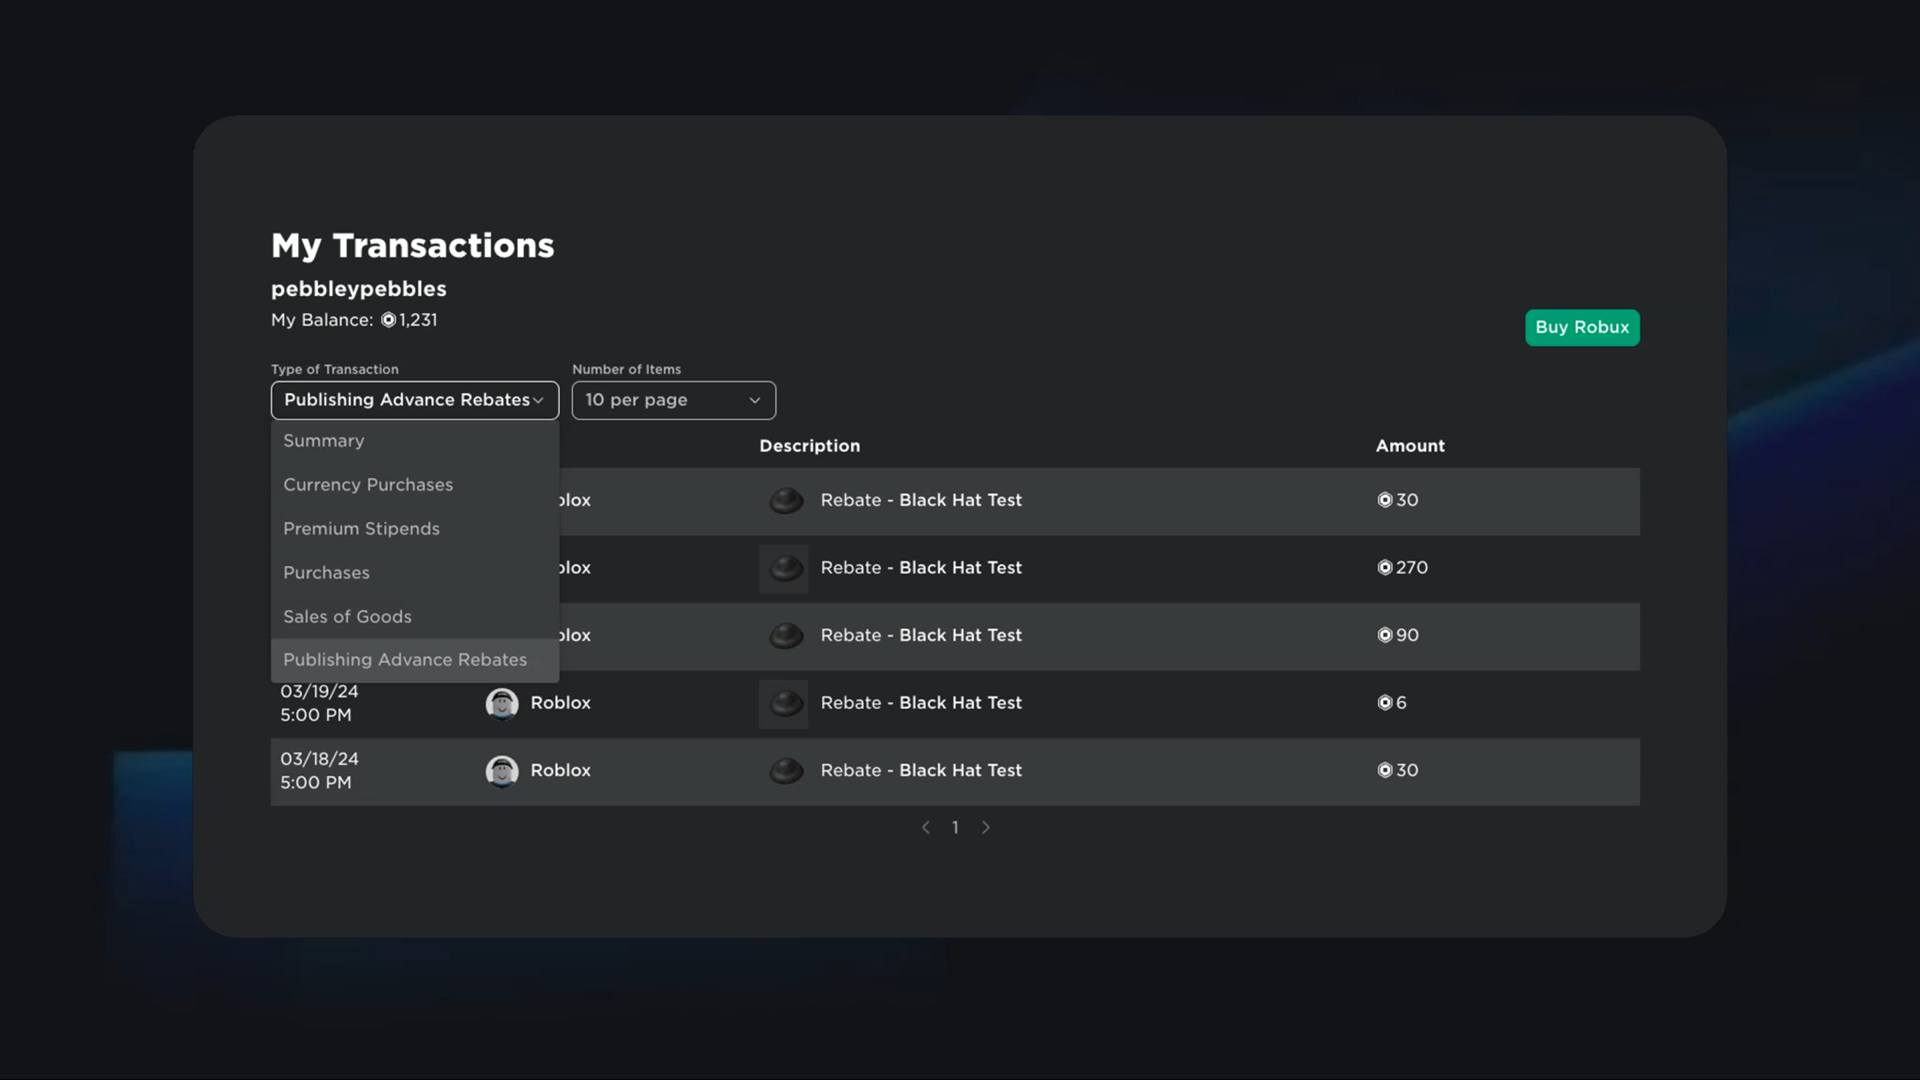 My Transactions
pebbleypebbles
My Balance: 1,231
Buy Robux
Type of Transaction
Number of Items
Publishing Advance Rebates
10 per page
Summary
Currency Purchases
Premium Stipends
Purchases
Sales of Goods
Publishing Advance Rebates
Description
Amount
blox
Rebate - Black Hat Test
30
blox
Rebate - Black Hat Test
270
blox
Rebate - Black Hat Test
90
03/19/24
5:00 PM
Roblox
Rebate - Black Hat Test
6
03/18/24
5:00 PM
Roblox
Rebate - Black Hat Test
30
1